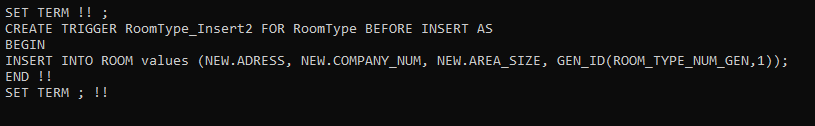 SET TERM !! ;
CREATE TRIGGER RoomType_Insert2 FOR RoomType BEFORE INSERT AS
BEGIN
INSERT INTO ROOM values (NEW.ADRESS, NEW.COMPANY_NUM, NEW.AREA_SIZE, GEN_ID(ROOM_TYPE_NUM_GEN,1));
END !!
SET TERM ; !!